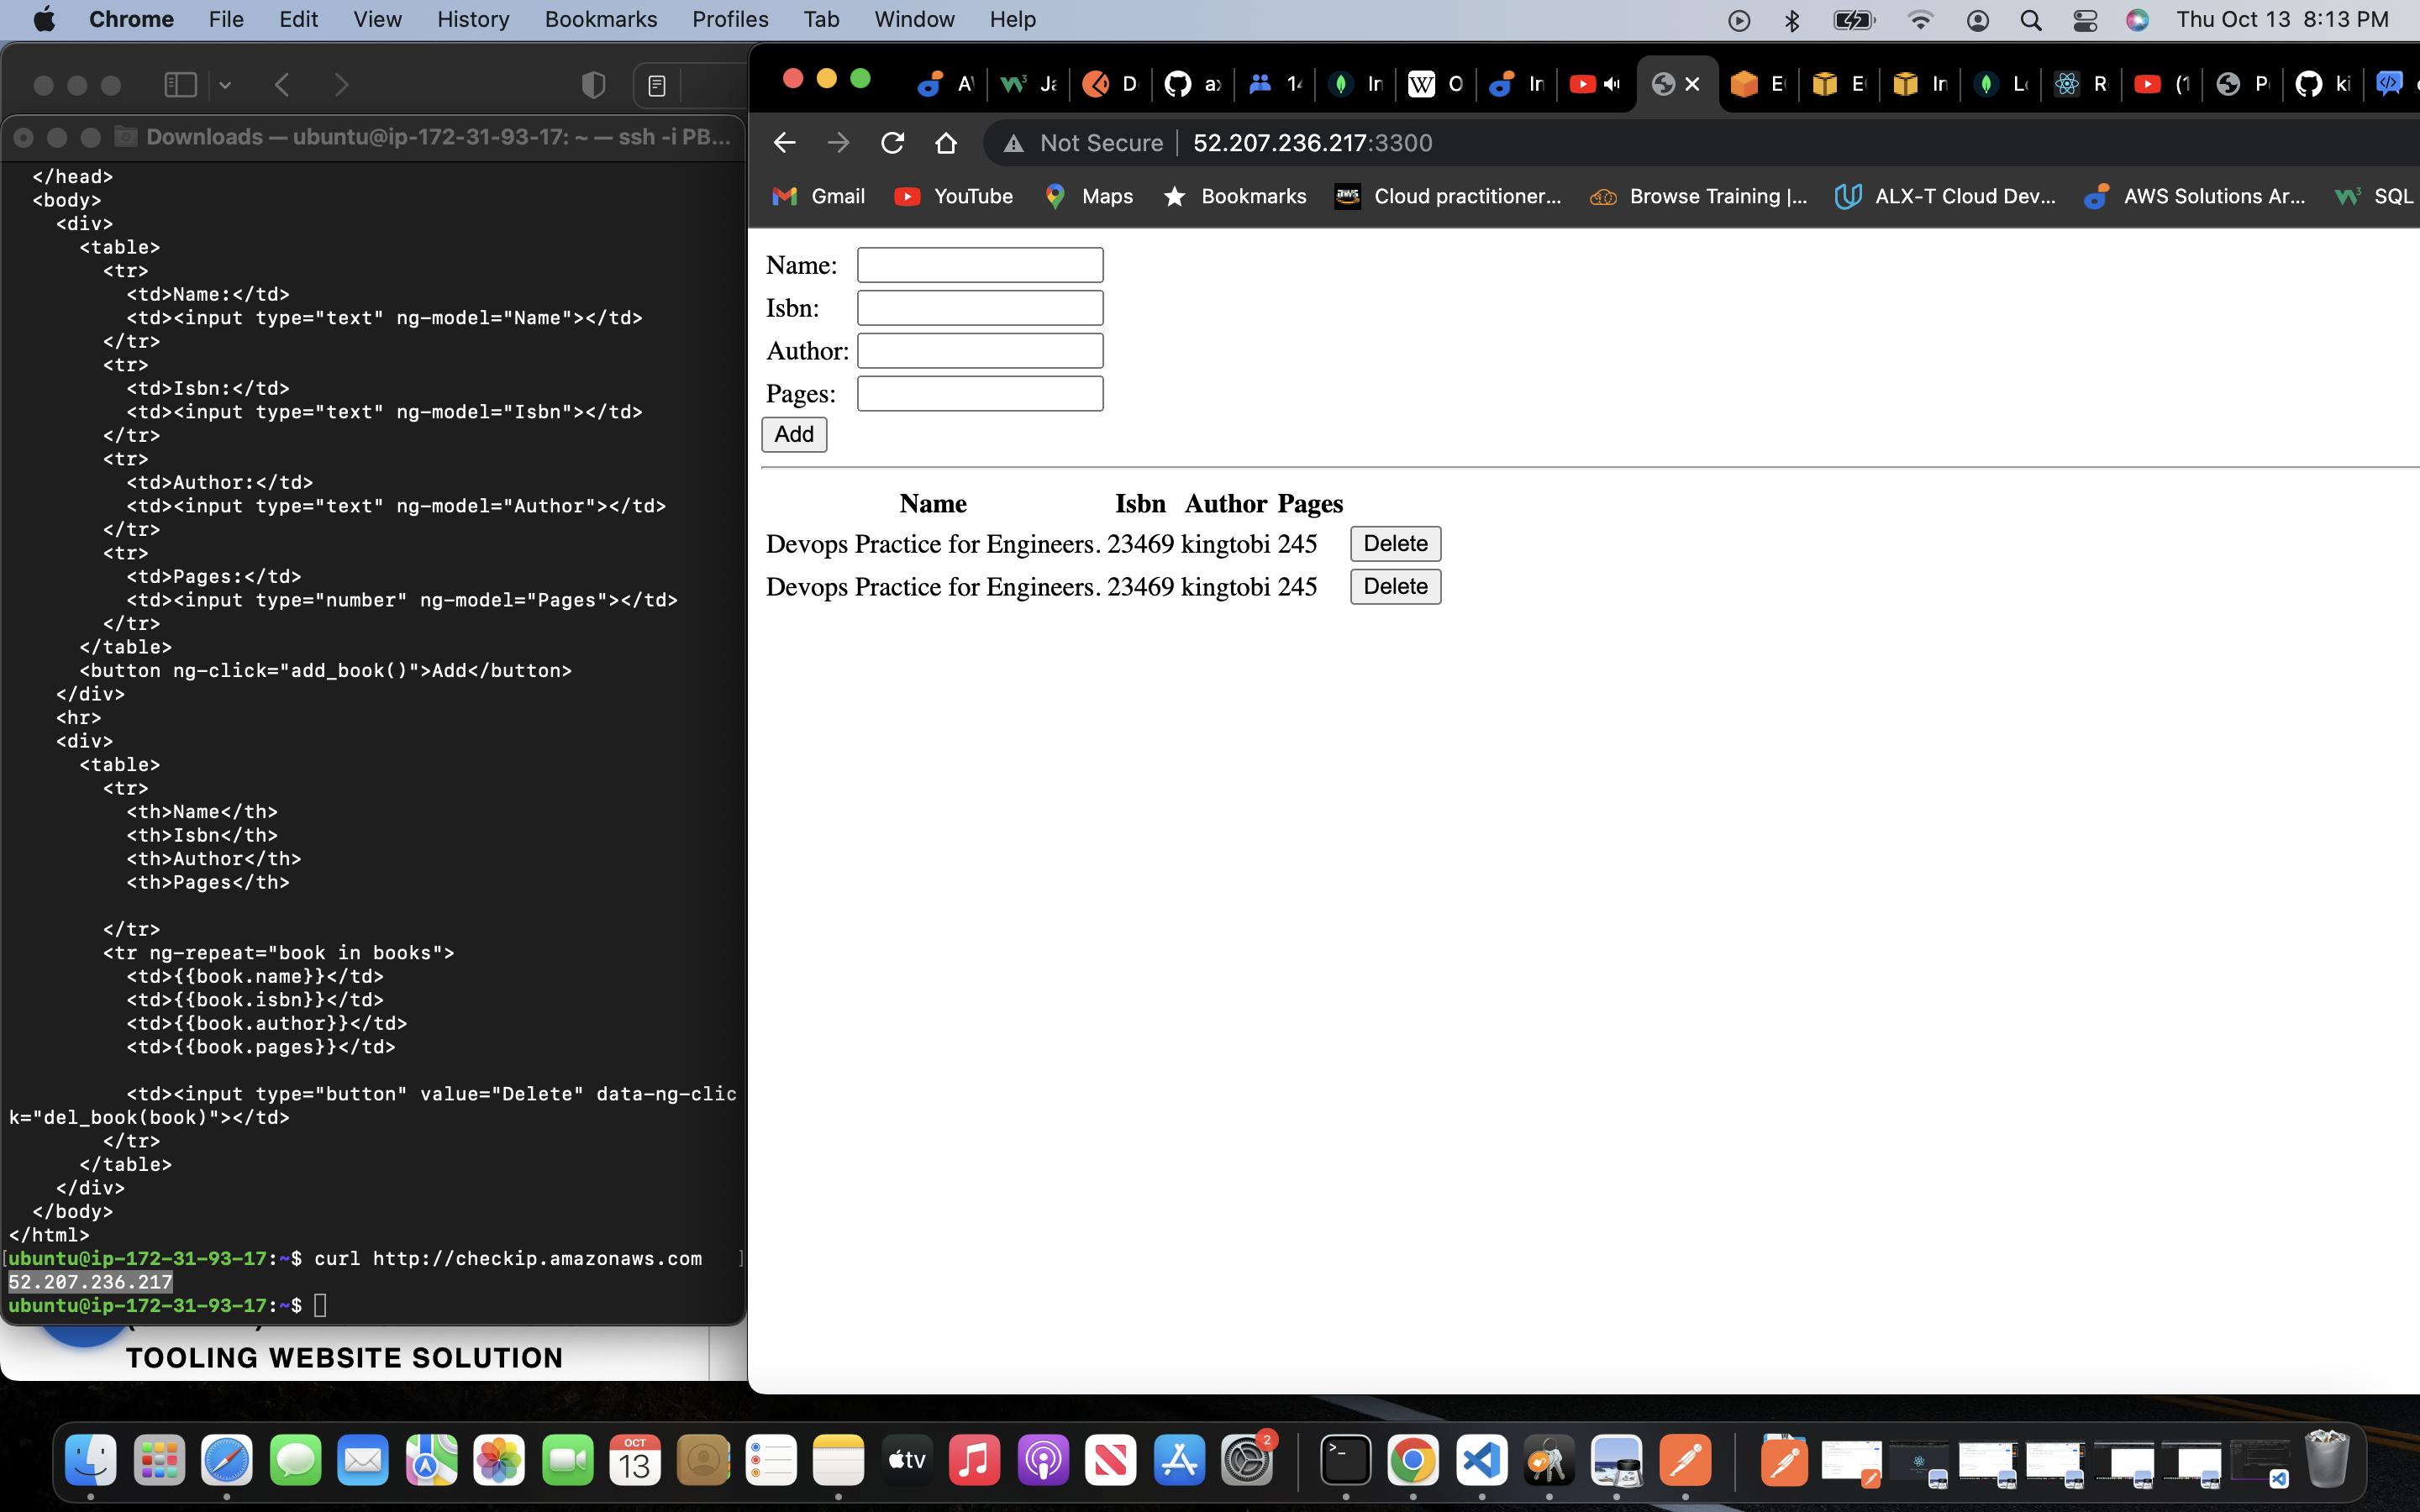 Chrome File Edit View History Bookmarks Profiles Tab Window Help Thu Oct 13 8:13 PM
Downloads — ubuntu@ip-172-31-93-17: ~ — ssh -i PB...
</head>
<body>
<div>
<table>
<tr>
<td>Name:</td>
<td><input type="text" ng-model="Name"></td>
</tr>
<tr>
<td>Isbn:</td>
<td><input type="text" ng-model="Isbn"></td>
</tr>
<tr>
<td>Author:</td>
<td><input type="text" ng-model="Author"></td>
</tr>
<tr>
<td>Pages:</td>
<td><input type="number" ng-model="Pages"></td>
</tr>
</table>
<button ng-click="add_book()">Add</button>
</div>
<hr>
<div>
<table>
<tr>
<th>Name</th>
<th>Isbn</th>
<th>Author</th>
<th>Pages</th>
</tr>
<tr ng-repeat="book in books">
<td>{{book.name}}</td>
<td>{{book.isbn}}</td>
<td>{{book.author}}</td>
<td>{{book.pages}}</td>
<td><input type="button" value="Delete" data-ng-clic
k="del_book(book)"></td>
</tr>
</table>
</div>
</body>
</html>
[ubuntu@ip-172-31-93-17:~$ curl http://checkip.amazonaws.com ]
52.207.236.217
ubuntu@ip-172-31-93-17:~$
TOOLING WEBSITE SOLUTION
Not Secure 52.207.236.217:3300
Gmail YouTube Maps Bookmarks Cloud practitioner... Browse Training |... ALX-T Cloud Dev... AWS Solutions Ar... SQL
Name:
Isbn:
Author:
Pages:
Add
Name Isbn Author Pages
Devops Practice for Engineers. 23469 kingtobi 245 Delete
Devops Practice for Engineers. 23469 kingtobi 245 Delete
OCT
13
tv
2